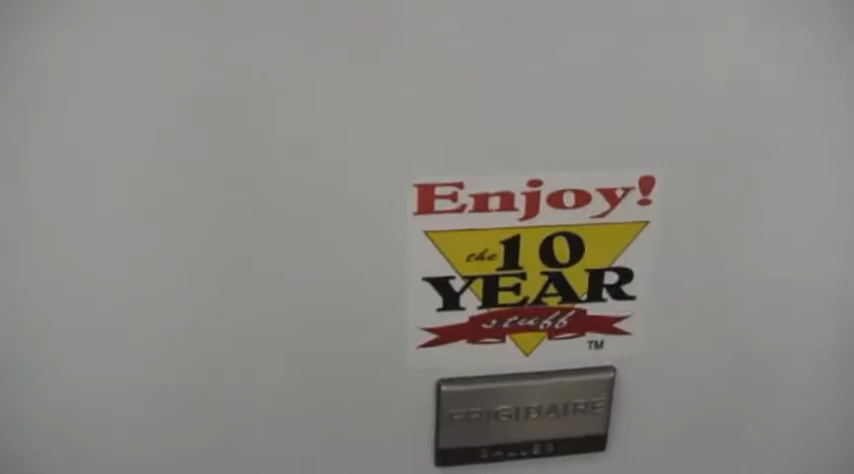 Enjoy!
the 10
YEAR
stuff
TM
FRIGIDAIRE